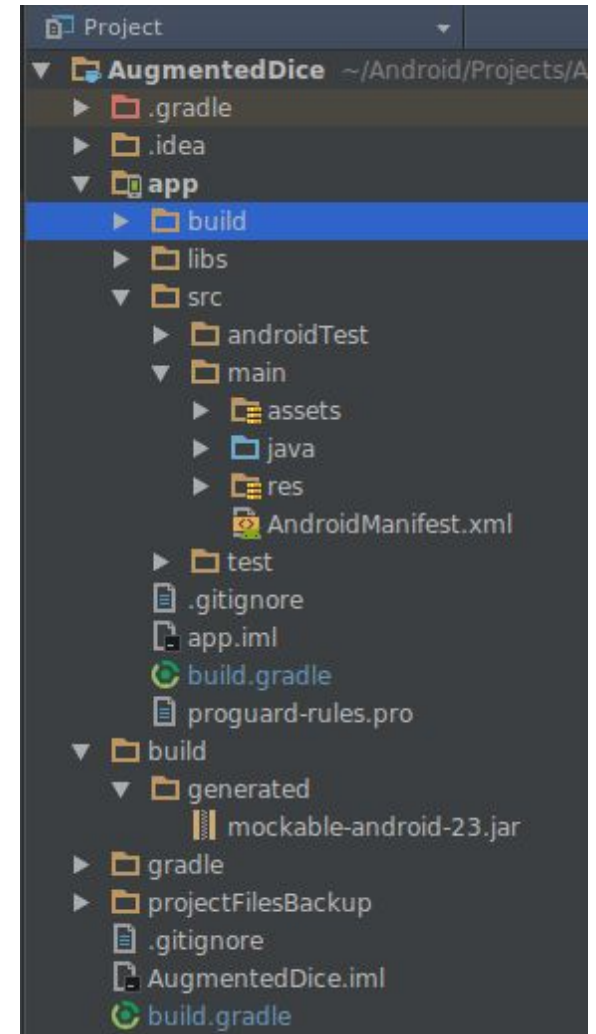 Project
AugmentedDice ~/Android/Projects/A
.gradle
.idea
app
build
libs
src
androidTest
main
assets
java
res
AndroidManifest.xml
test
.gitignore
app.iml
build.gradle
proguard-rules.pro
build
generated
mockable-android-23.jar
gradle
projectFilesBackup
.gitignore
AugmentedDice.iml
build.gradle